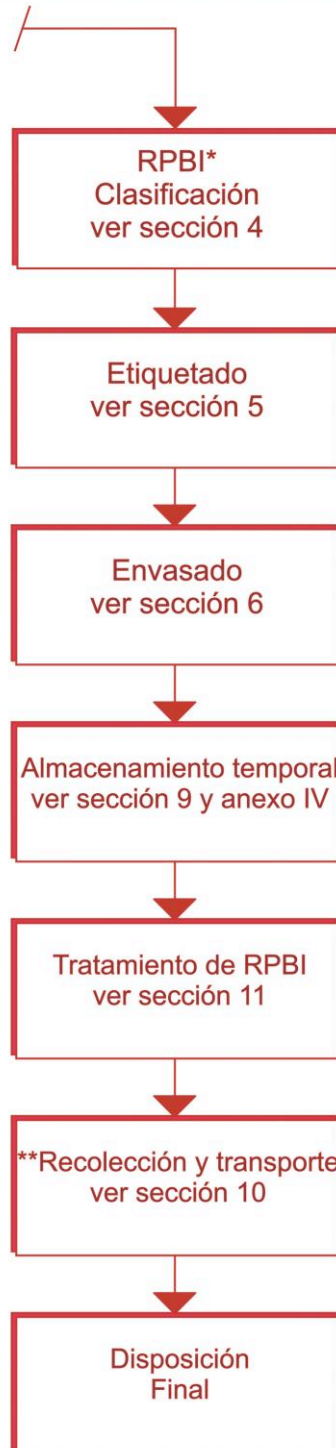 RPBI*
Clasificación
ver sección 4
Etiquetado
ver sección 5
Envasado
ver sección 6
Almacenamiento temporal
ver sección 9 y anexo IV
Tratamiento de RPBI
ver sección 11
**Recolección y transporte
ver sección 10
Disposición
Final